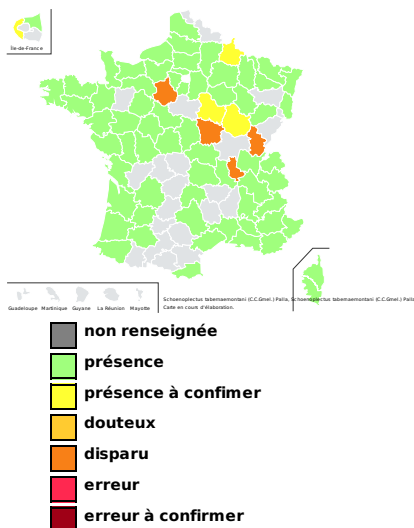 Île-de-France
Guadeloupe Martinique Guyane La Réunion Mayotte
Schoenoplectus tabernaemontani (C.C.Gmel.) Palla, Schoenoplectus tabernaemontani (C.C.Gmel.) Palla
Carte en cours d'élaboration.
non renseignée
présence
présence à confimer
douteux
disparu
erreur
erreur à confirmer